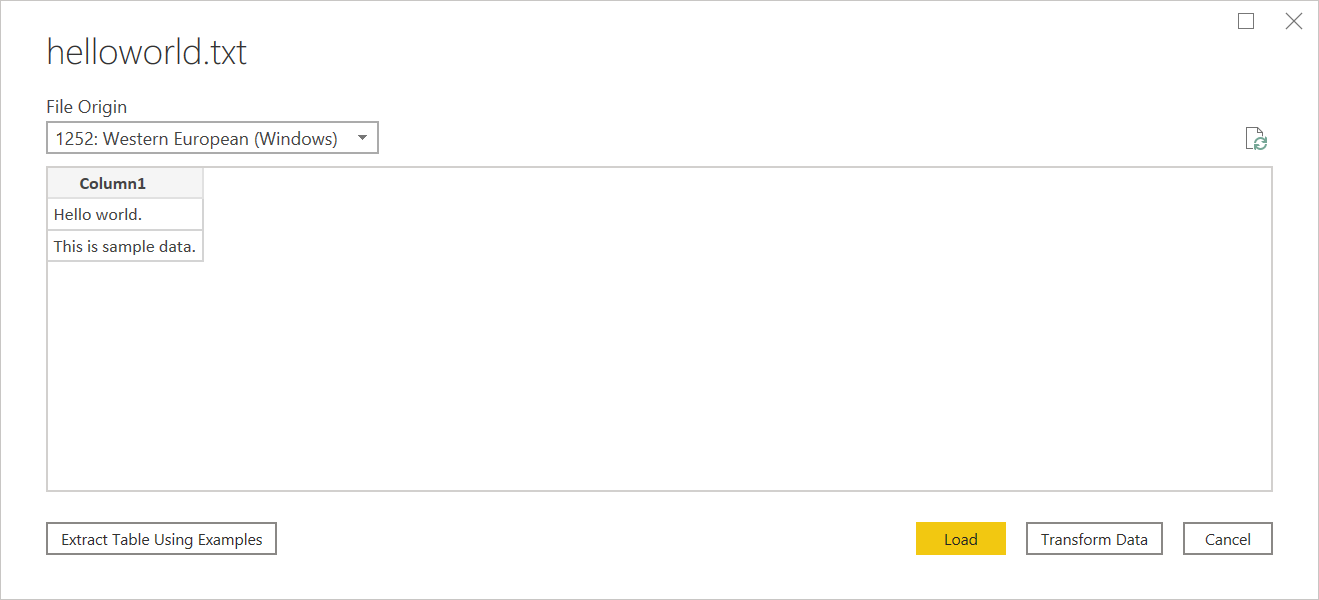 helloworld.txt
File Origin
1252: Western European (Windows)
Column1
Hello world.
This is sample data.
Extract Table Using Examples
Load
Transform Data
Cancel